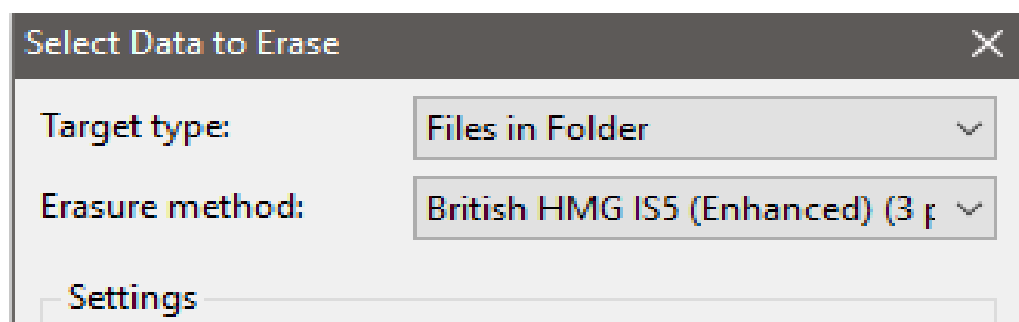 Select Data to Erase
Target type: Files in Folder
Erasure method: British HMG IS5 (Enhanced) (3 p
Settings